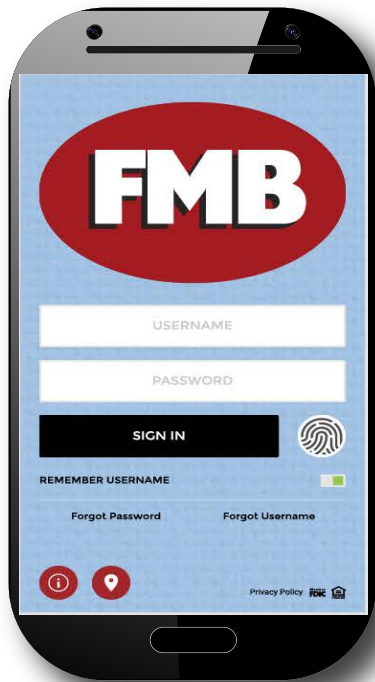 FMB
USERNAME
PASSWORD
SIGN IN
REMEMBER USERNAME
Forgot Password Forgot Username
Privacy Policy FDIC